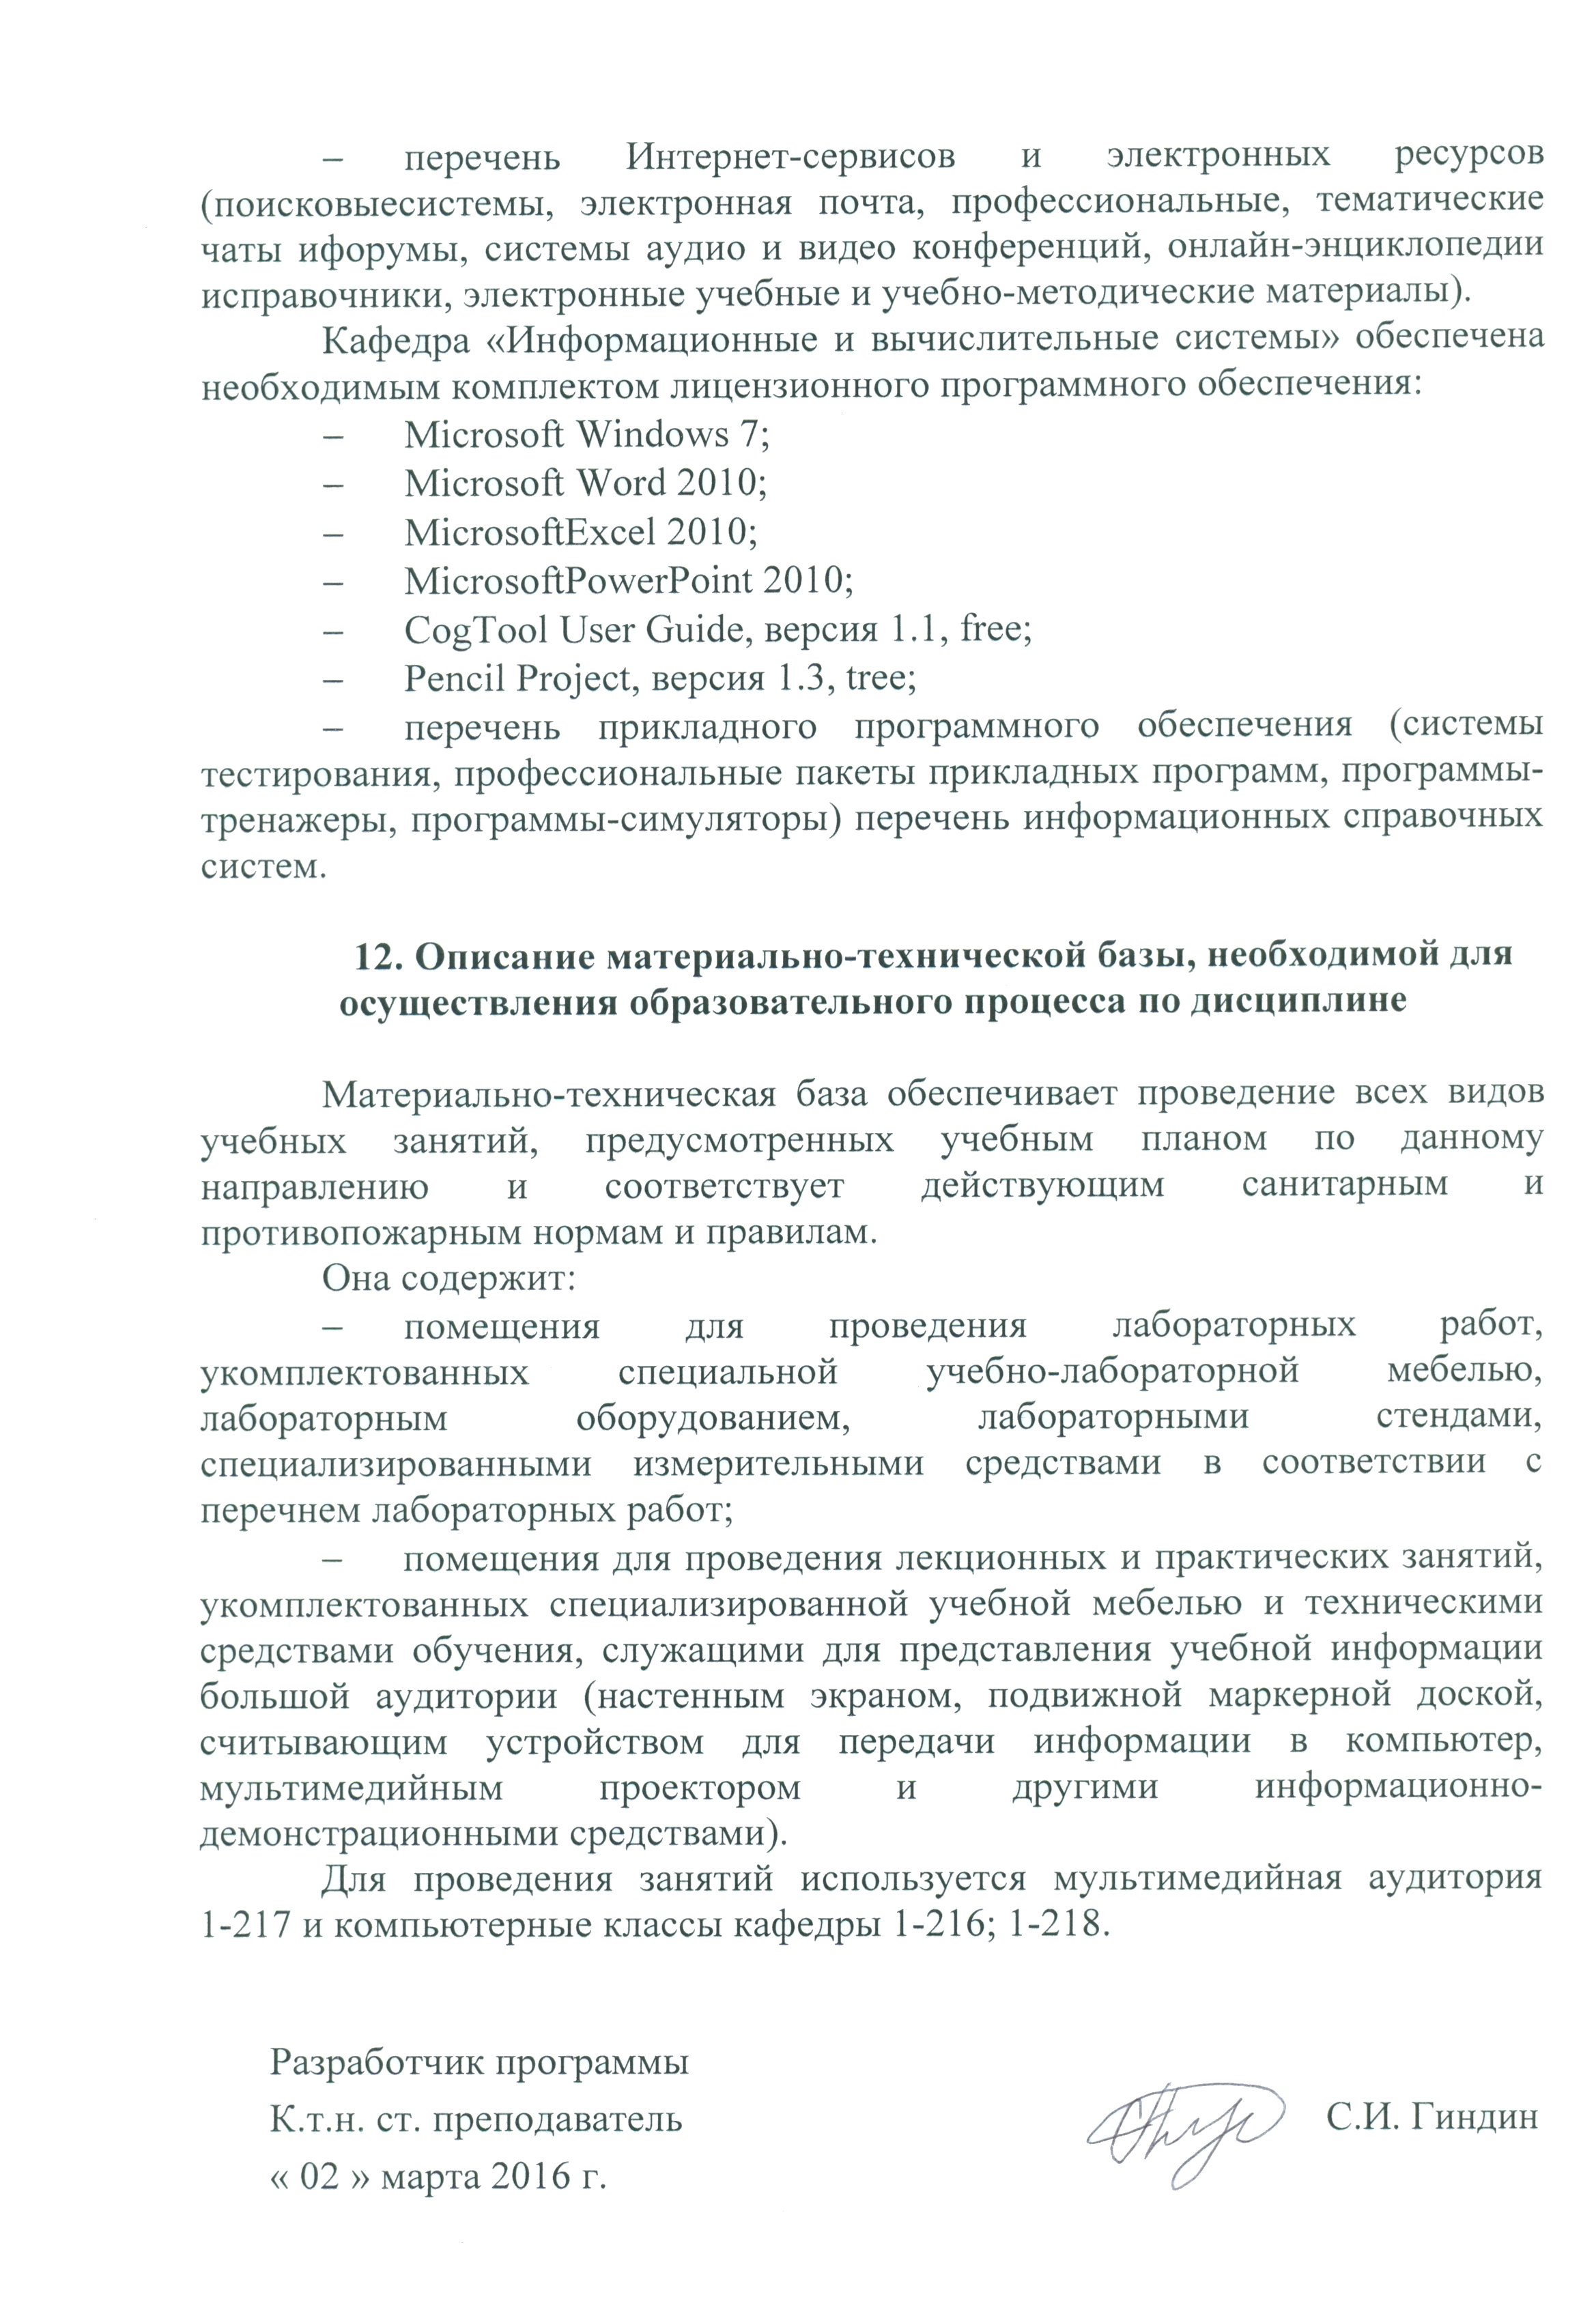 – перечень Интернет-сервисов и электронных ресурсов
(поисковыесистемы, электронная почта, профессиональные, тематические
чаты ифорумы, системы аудио и видео конференций, онлайн-энциклопедии
исправочники, электронные учебные и учебно-методические материалы).
Кафедра «Информационные и вычислительные системы» обеспечена
необходимым комплектом лицензионного программного обеспечения:
– Microsoft Windows 7;
– Microsoft Word 2010;
– MicrosoftExcel 2010;
– MicrosoftPowerPoint 2010;
– CogTool User Guide, версия 1.1, free;
– Pencil Project, версия 1.3, tree;
– перечень прикладного программного обеспечения (системы
тестирования, профессиональные пакеты прикладных программ, программы-
тренажеры, программы-симуляторы) перечень информационных справочных
систем.
12. Описание материально-технической базы, необходимой для
осуществления образовательного процесса по дисциплине
Материально-техническая база обеспечивает проведение всех видов
учебных занятий, предусмотренных учебным планом по данному
направлению и соответствует действующим санитарным и
противопожарным нормам и правилам.
Она содержит:
– помещения для проведения лабораторных работ,
укомплектованных специальной учебно-лабораторной мебелью,
лабораторным оборудованием, лабораторными стендами,
специализированными измерительными средствами в соответствии с
перечнем лабораторных работ;
– помещения для проведения лекционных и практических занятий,
укомплектованных специализированной учебной мебелью и техническими
средствами обучения, служащими для представления учебной информации
большой аудитории (настенным экраном, подвижной маркерной доской,
считывающим устройством для передачи информации в компьютер,
мультимедийным проектором и другими информационно-
демонстрационными средствами).
Для проведения занятий используется мультимедийная аудитория
1-217 и компьютерные классы кафедры 1-216; 1-218.
Разработчик программы
К.т.н. ст. преподаватель С.И. Гиндин
« 02 » марта 2016 г.